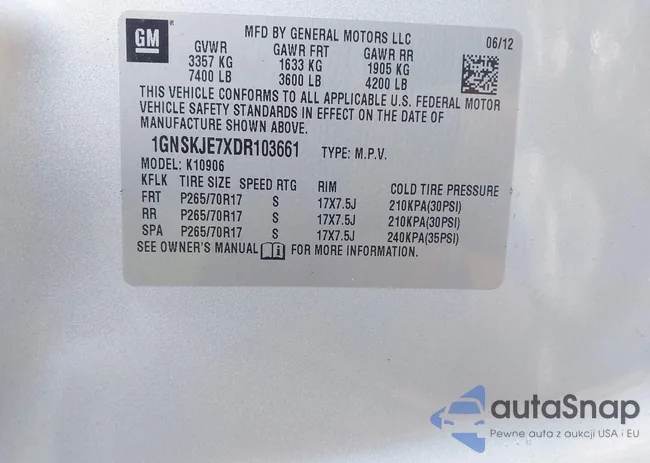 GM
MFD BY GENERAL MOTORS LLC
06/12
GVWR GAWR FRT GAWR RR
3357 KG 1633 KG 1905 KG
7400 LB 3600 LB 4200 LB
THIS VEHICLE CONFORMS TO ALL APPLICABLE U.S. FEDERAL MOTOR
VEHICLE SAFETY STANDARDS IN EFFECT ON THE DATE OF
MANUFACTURE SHOWN ABOVE.
1GNSKJE7XDR103661 TYPE: M.P.V.
MODEL: K10906
KFLK TIRE SIZE SPEED RTG RIM COLD TIRE PRESSURE
FRT P265/70R17 S 17X7.5J 210KPA(30PSI)
RR P265/70R17 S 17X7.5J 210KPA(30PSI)
SPA P265/70R17 S 17X7.5J 240KPA(35PSI)
SEE OWNER'S MANUAL FOR MORE INFORMATION.
autaSnap
Pewne auta z aukcji USA i EU